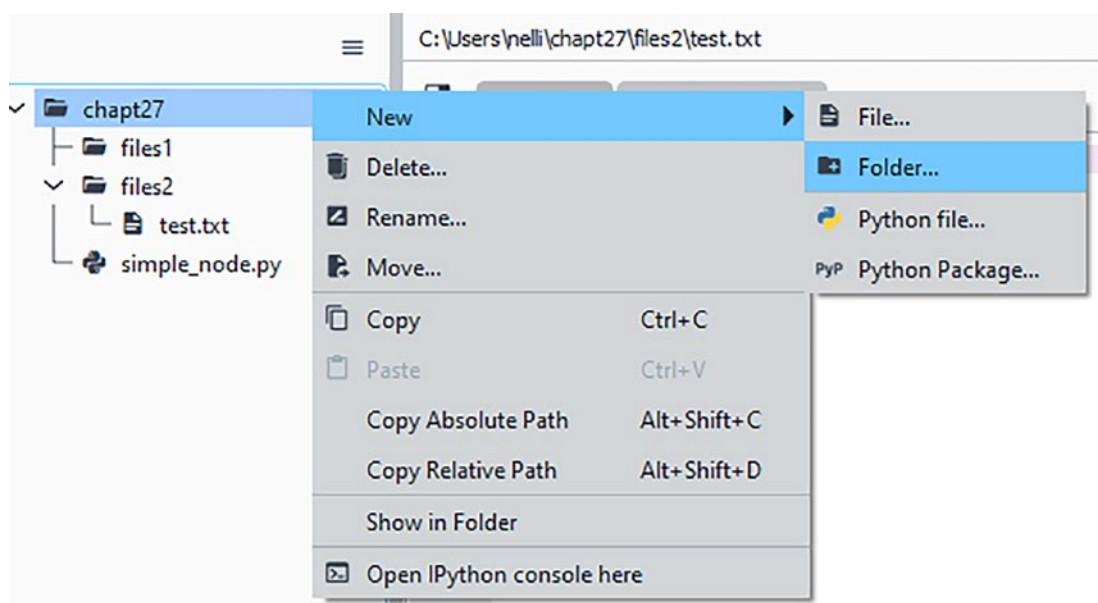 C:\Users\nelli\chapt27\files2\test.txt
chapt27
files1
files2
test.txt
simple_node.py
New
Delete...
Rename...
Move...
Copy Ctrl+C
Paste Ctrl+V
Copy Absolute Path Alt+Shift+C
Copy Relative Path Alt+Shift+D
Show in Folder
Open IPython console here
File...
Folder...
Python file...
PyP Python Package...